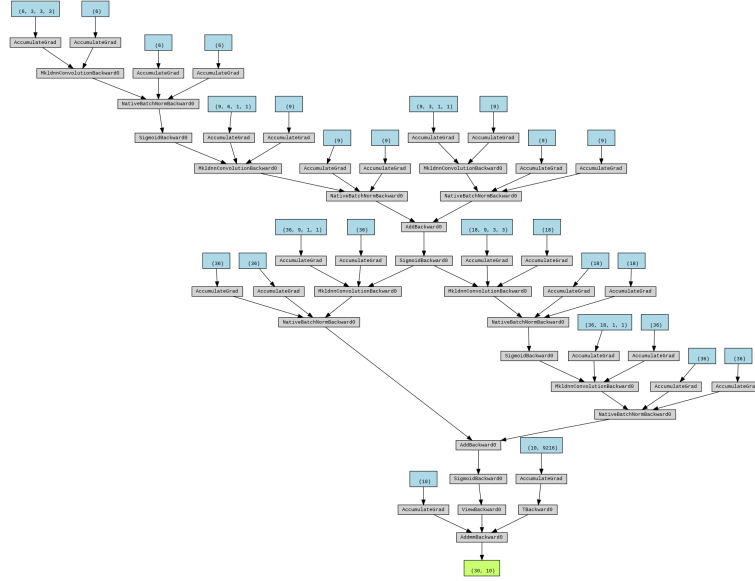 (6, 3, 3, 3) (6)
AccumulateGrad AccumulateGrad (6) (6)
MkldnnConvolutionBackward0 AccumulateGrad AccumulateGrad
NativeBatchNormBackward0 (9, 6, 1, 1) (9) (9, 3, 1, 1) (9)
SigmoidBackward0 AccumulateGrad AccumulateGrad (9) (9) AccumulateGrad AccumulateGrad (9) (9)
MkldnnConvolutionBackward0 AccumulateGrad AccumulateGrad MkldnnConvolutionBackward0 AccumulateGrad AccumulateGrad
NativeBatchNormBackward0 NativeBatchNormBackward0
AddBackward0
(36, 9, 1, 1) (36) (18, 9, 3, 3) (18)
(36) (36) AccumulateGrad AccumulateGrad SigmoidBackward0 AccumulateGrad AccumulateGrad (18) (18)
AccumulateGrad AccumulateGrad MkldnnConvolutionBackward0 MkldnnConvolutionBackward0 AccumulateGrad AccumulateGrad
NativeBatchNormBackward0 NativeBatchNormBackward0 (36, 18, 1, 1) (36)
SigmoidBackward0 AccumulateGrad AccumulateGrad (36) (36)
MkldnnConvolutionBackward0 AccumulateGrad AccumulateGra
NativeBatchNormBackward0
AddBackward0 (10, 9216)
(10) SigmoidBackward0 AccumulateGrad
AccumulateGrad ViewBackward0 TBackward0
AddmmBackward0
(30, 10)